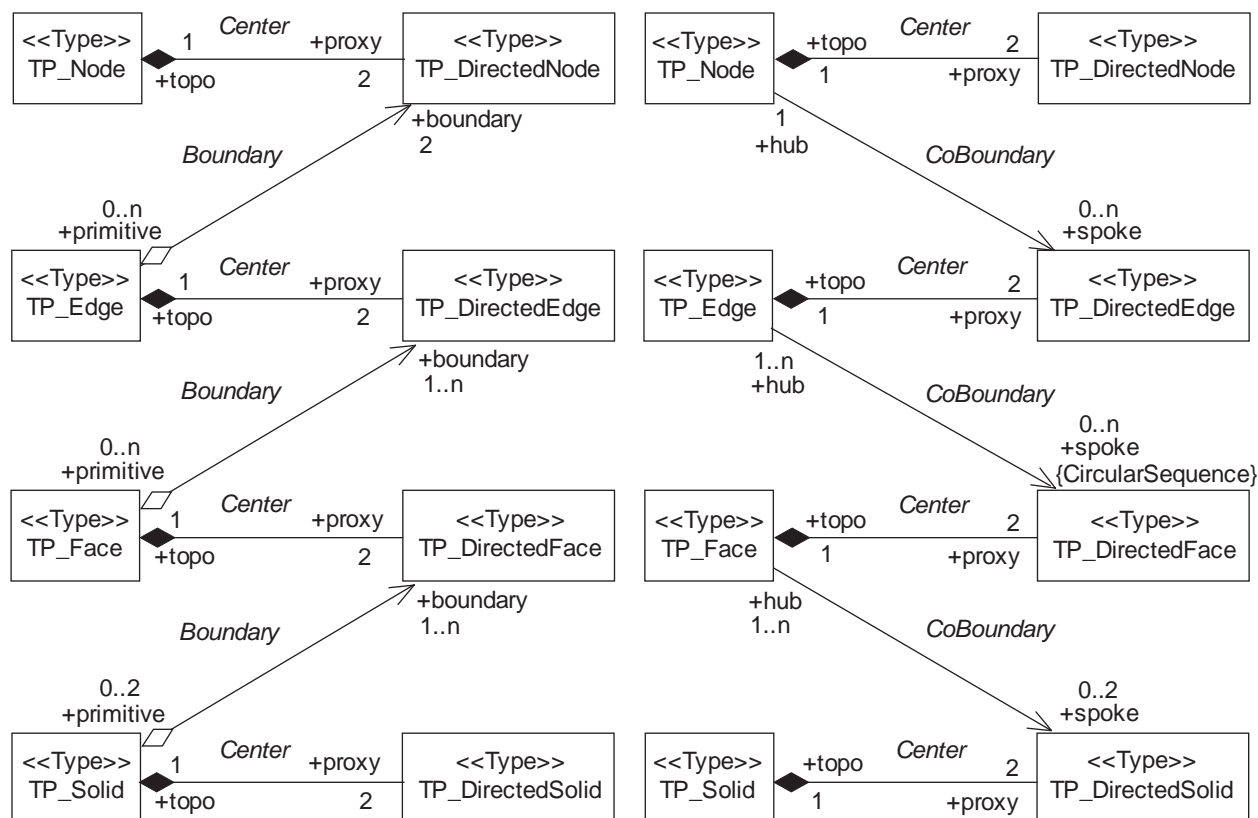 <<Type>>
TP_Node
1
Center
+proxy
+topo
2
<<Type>>
TP_DirectedNode
<<Type>>
TP_Node
+topo
Center
2
1
+proxy
<<Type>>
TP_DirectedNode
+boundary
2
Boundary
0..n
+primitive
1
+hub
CoBoundary
0..n
+spoke
<<Type>>
TP_Edge
1
Center
+proxy
+topo
2
<<Type>>
TP_DirectedEdge
<<Type>>
TP_Edge
+topo
Center
2
1
+proxy
<<Type>>
TP_DirectedEdge
+boundary
1..n
Boundary
0..n
+primitive
1..n
+hub
CoBoundary
0..n
+spoke
{CircularSequence}
<<Type>>
TP_Face
1
Center
+proxy
+topo
2
<<Type>>
TP_DirectedFace
<<Type>>
TP_Face
+topo
Center
2
1
+proxy
<<Type>>
TP_DirectedFace
+boundary
1..n
Boundary
0..2
+primitive
+hub
1..n
CoBoundary
0..2
+spoke
<<Type>>
TP_Solid
1
Center
+proxy
+topo
2
<<Type>>
TP_DirectedSolid
<<Type>>
TP_Solid
+topo
Center
2
1
+proxy
<<Type>>
TP_DirectedSolid